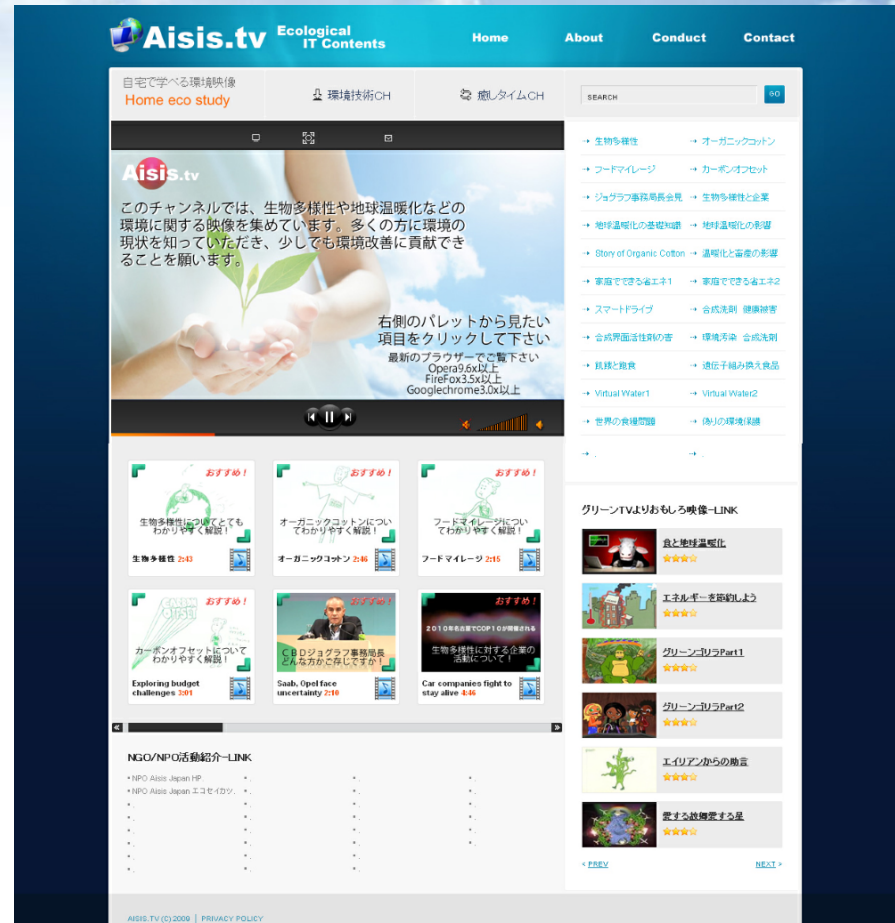 Aisis.tv
Ecological
IT Contents
Home
About
Conduct
Contact
自宅で学べる環境映像
Home eco study
環境技術CH
癒しタイムCH
SEARCH
GO
Aisis.tv
このチャンネルでは、生物多様性や地球温暖化などの
環境に関する映像を集めています。多くの方に環境の
現状を知っていただき、少しでも環境改善に貢献でき
ることを願います。
右側のパレットから見たい
項目をクリックして下さい
最新のブラウザーでご覧下さい
Opera9.6x以上
FireFox3.5x以上
Googlechrome3.0x以上
生物多様性
オーガニックコットン
フードマイレージ
カーボンオフセット
ジョグラフ事務局長会見
生物多様性と企業
地球温暖化の基礎知識
地球温暖化の影響
Story of Organic Cotton
温暖化と畜産の影響
家庭でできる省エネ1
家庭でできる省エネ2
スマートドライブ
合成洗剤 健康被害
合成界面活性剤の害
環境汚染 合成洗剤
飢餓と飽食
遺伝子組み換え食品
Virtual Water1
Virtual Water2
世界の食糧問題
偽りの環境保護
おすすめ!
生物多様性についてとても
わかりやすく解説!
生物多様性 2:43
おすすめ!
オーガニックコットンについ
てわかりやすく解説!
オーガニックコットン 2:46
おすすめ!
フードマイレージについ
てわかりやすく解説!
フードマイレージ 2:15
おすすめ!
CARBON
OFFSET
カーボンオフセットについて
わかりやすく解説!
Exploring budget
challenges 3:01
おすすめ!
CBDジョグラフ事務局長
どんな方かご存じですか!
Saab, Opel face
uncertainty 2:10
おすすめ!
2010年名古屋でCOP10が開催される
生物多様性に対する企業の
活動について!
Car companies fight to
stay alive 4:46
グリーンTVよりおもしろ映像-LINK
食と地球温暖化
エネルギーを節約しよう
グリーンゴリラPart1
グリーンゴリラPart2
エイリアンからの助言
愛する故郷愛する星
< PREV
NEXT >
NGO/NPO活動紹介-LINK
NPO Aisis Japan HP.
NPO Aisis Japan エコセイカツ.
AISIS.TV (C) 2009 | PRIVACY POLICY